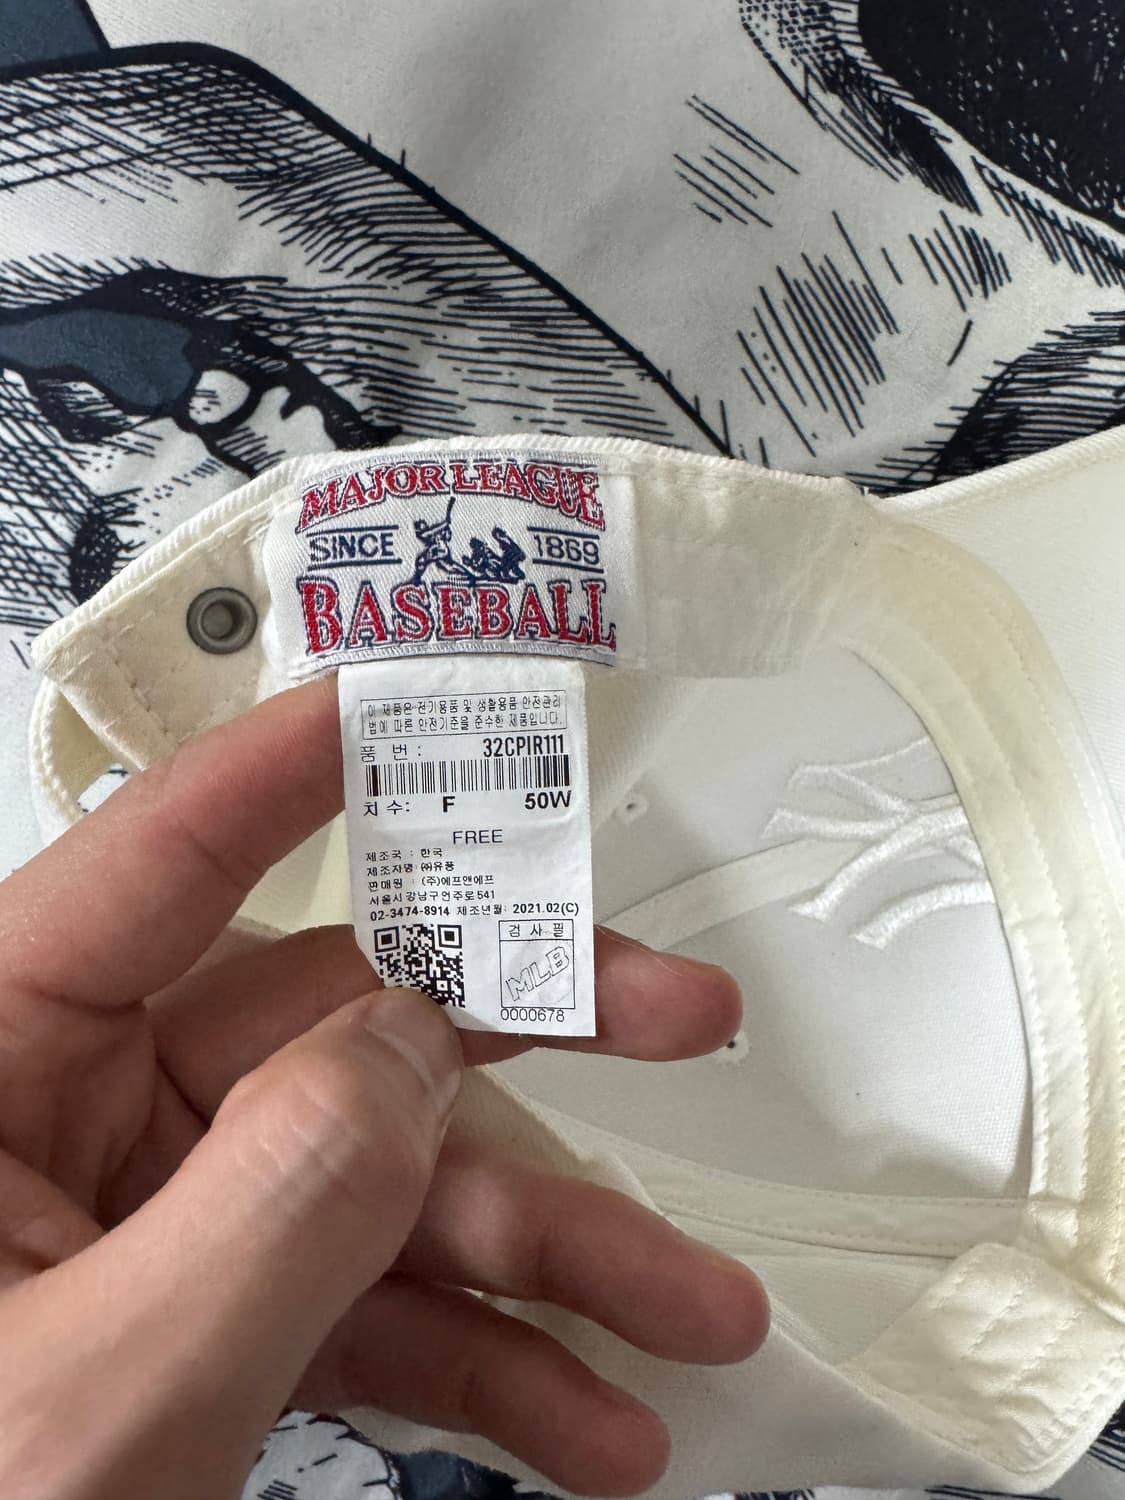 MAJOR LEAGUE
SINCE 1869
BASEBALL
이 제품은 전기용품 및 생활용품 안전관리
법에 따른 안전기준을 준수한 제품입니다.
품 번 : 32CPIR111
치 수: F 50W
FREE
제조국 : 한국
제조자명: ㈜유풍
판매원 : (주)에프앤에프
서울시 강남구 언주로 541
02-3474-8914 제조년월: 2021.02(C)
검 사 필
MLB
0000678
NY